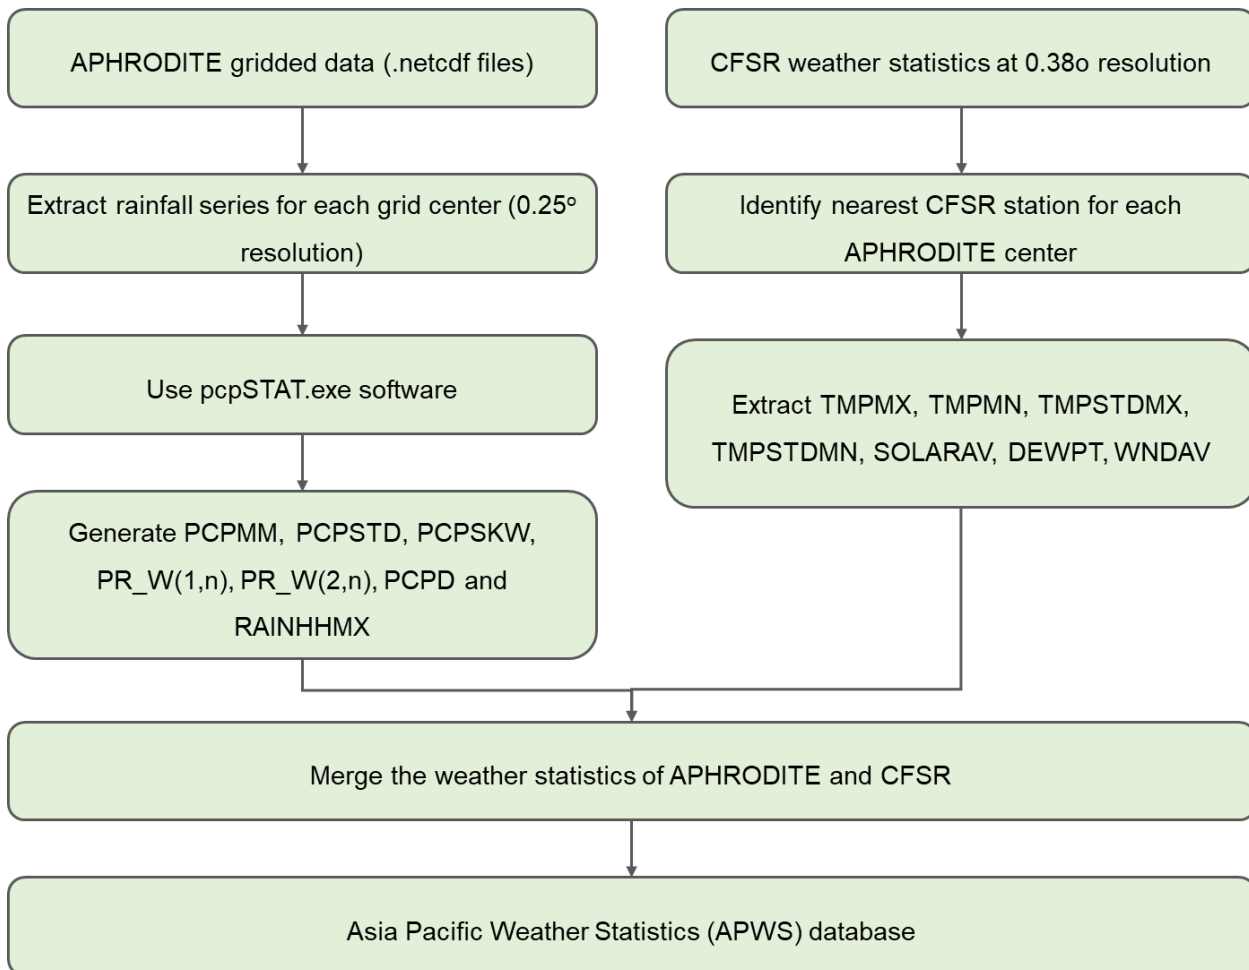 APHRODITE gridded data (.netcdf files)
Extract rainfall series for each grid center (0.25º
resolution)
Use pcpSTAT.exe software
Generate PCPMM, PCPSTD, PCPSKW,
PR_W(1,n), PR_W(2,n), PCPD and
RAINHHMX
CFSR weather statistics at 0.38o resolution
Identify nearest CFSR station for each
APHRODITE center
Extract TMPMX, TMPMN, TMPSTDMX,
TMPSTDMN, SOLARAV, DEWPT, WNDAV
Merge the weather statistics of APHRODITE and CFSR
Asia Pacific Weather Statistics (APWS) database